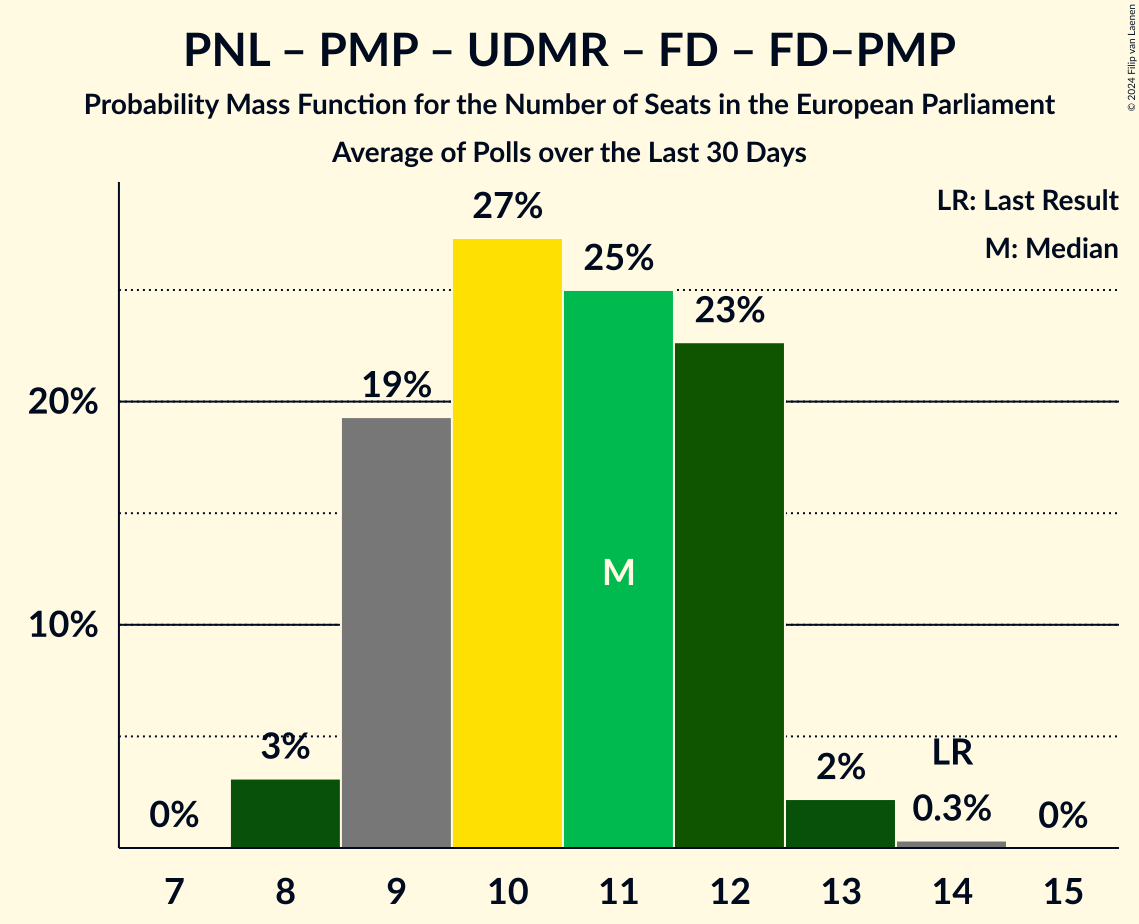 PNL – PMP – UDMR – FD – FD–PMP
Probability Mass Function for the Number of Seats in the European Parliament
Average of Polls over the Last 30 Days
© 2024 Filip van Laenen
LR: Last Result
M: Median
27%
25%
23%
19%
20%
M
10%
3%
2%
LR
0%
0.3%
0%
7 8 9 10 11 12 13 14 15